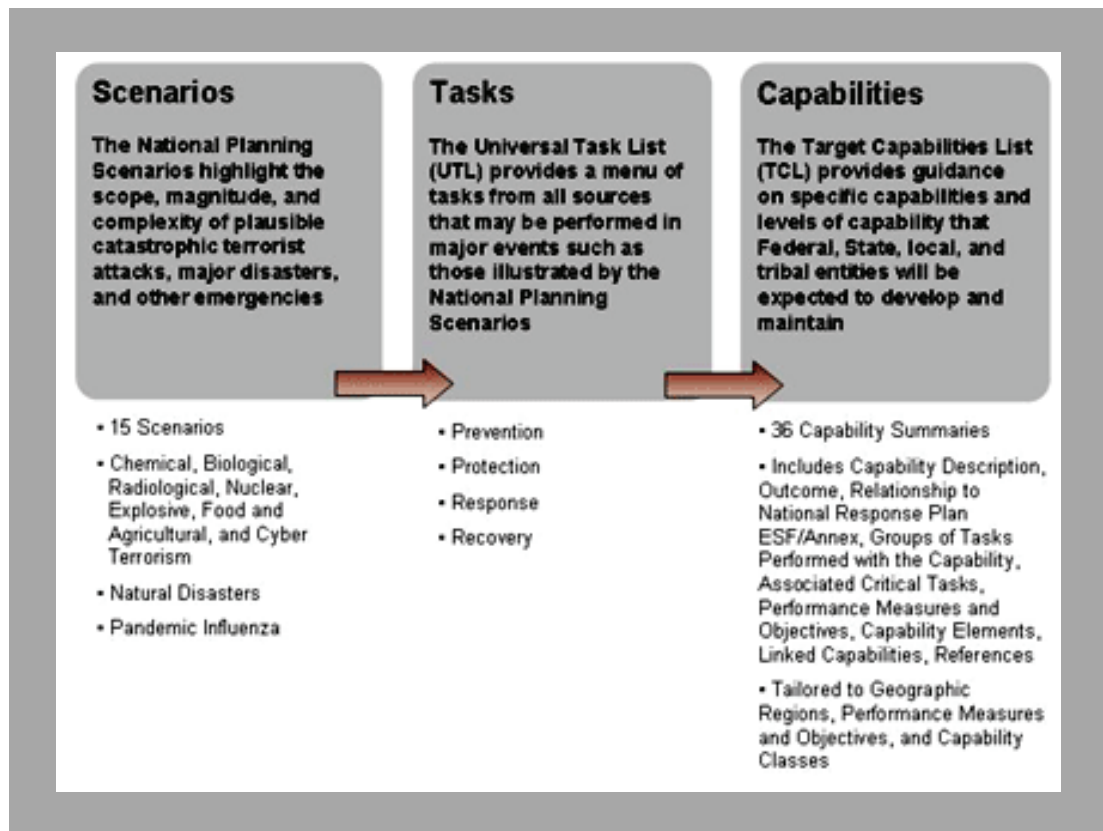 Scenarios
The National Planning
Scenarios highlight the
scope, magnitude, and
complexity of plausible
catastrophic terrorist
attacks, major disasters,
and other emergencies
• 15 Scenarios
• Chemical, Biological,
Radiological, Nuclear,
Explosive, Food and
Agricultural, and Cyber
Terrorism
• Natural Disasters
• Pandemic Influenza
Tasks
The Universal Task List
(UTL) provides a menu of
tasks from all sources
that may be performed in
major events such as
those illustrated by the
National Planning
Scenarios
• Prevention
• Protection
• Response
• Recovery
Capabilities
The Target Capabilities List
(TCL) provides guidance
on specific capabilities and
levels of capability that
Federal, State, local, and
tribal entities will be
expected to develop and
maintain
• 36 Capability Summaries
• Includes Capability Description,
Outcome, Relationship to
National Response Plan
ESF/Annex, Groups of Tasks
Performed with the Capability,
Associated Critical Tasks,
Performance Measures and
Objectives, Capability Elements,
Linked Capabilities, References
• Tailored to Geographic
Regions, Performance Measures
and Objectives, and Capability
Classes